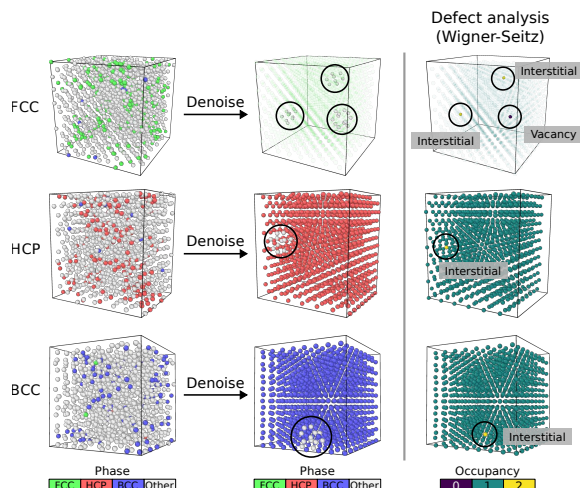 Defect analysis
(Wigner-Seitz)
FCC
Denoise
Interstitial
Interstitial
Vacancy
HCP
Denoise
Interstitial
BCC
Denoise
Interstitial
Phase
FCC HCP BCC Other
Phase
FCC HCP BCC Other
Occupancy
0 1 2